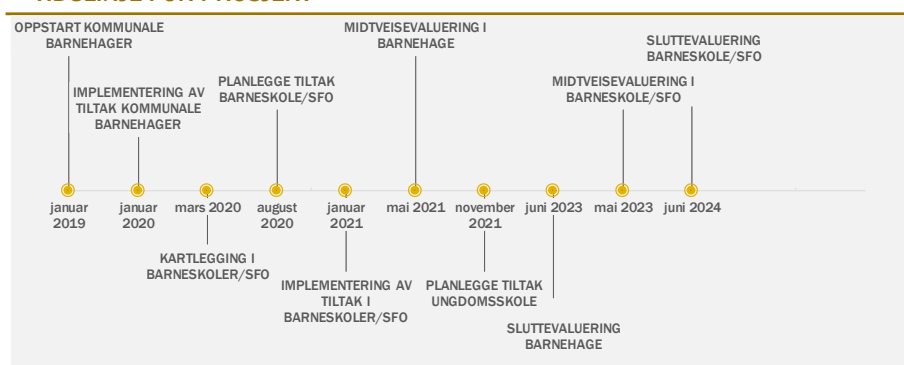 OPPSTART KOMMUNALE
BARNEHAGER
IMPLEMENTERING AV
TILTAK KOMMUNALE
BARNEHAGER
PLANLEGGE TILTAK
BARNESKOLE/SFO
MIDTVEISEVALUERING I
BARNEHAGE
MIDTVEISEVALUERING I
BARNESKOLE/SFO
SLUTTEVALUERING
BARNESKOLE/SFO
januar
2019
januar
2020
mars 2020
august
2020
januar
2021
mai 2021
november
2021
juni 2023
mai 2023
juni 2024
KARTLEGGING I
BARNESKOLER/SFO
IMPLEMENTERING AV
TILTAK I
BARNESKOLER/SFO
PLANLEGGE TILTAK
UNGDOMSSKOLE
SLUTTEVALUERING
BARNEHAGE